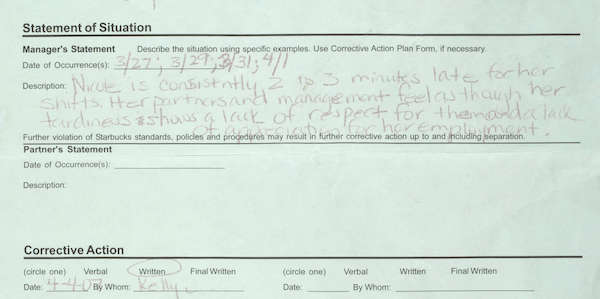 Statement of Situation
Manager's Statement Describe the situation using specific examples. Use Corrective Action Plan Form, if necessary.
Date of Occurrence(s): 3/27; 3/29; 3/31; 4/1
Description: Nicole is consistntly 2 to 3 minutes late for her
shifts. Her partners and management feel as though her
tardiness shows a lack of respect for them and a lack
of appreciation for her employment.
Further violation of Starbucks standards, policies and procedures may result in further corrective action up to and including separation.
Partner's Statement
Date of Occurrence(s):
Description:
Corrective Action
(circle one) Verbal Written Final Written (circle one) Verbal Written Final Written
Date: 4-4-07 By Whom: Kelly Date: By Whom: